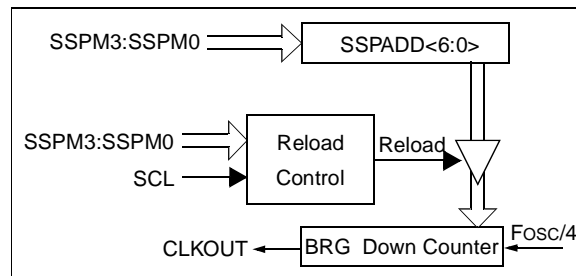 SSPM3:SSPM0
SSPADD<6:0>
SSPM3:SSPM0
SCL
Reload
Control
Reload
CLKOUT
BRG Down Counter
FOSC/4